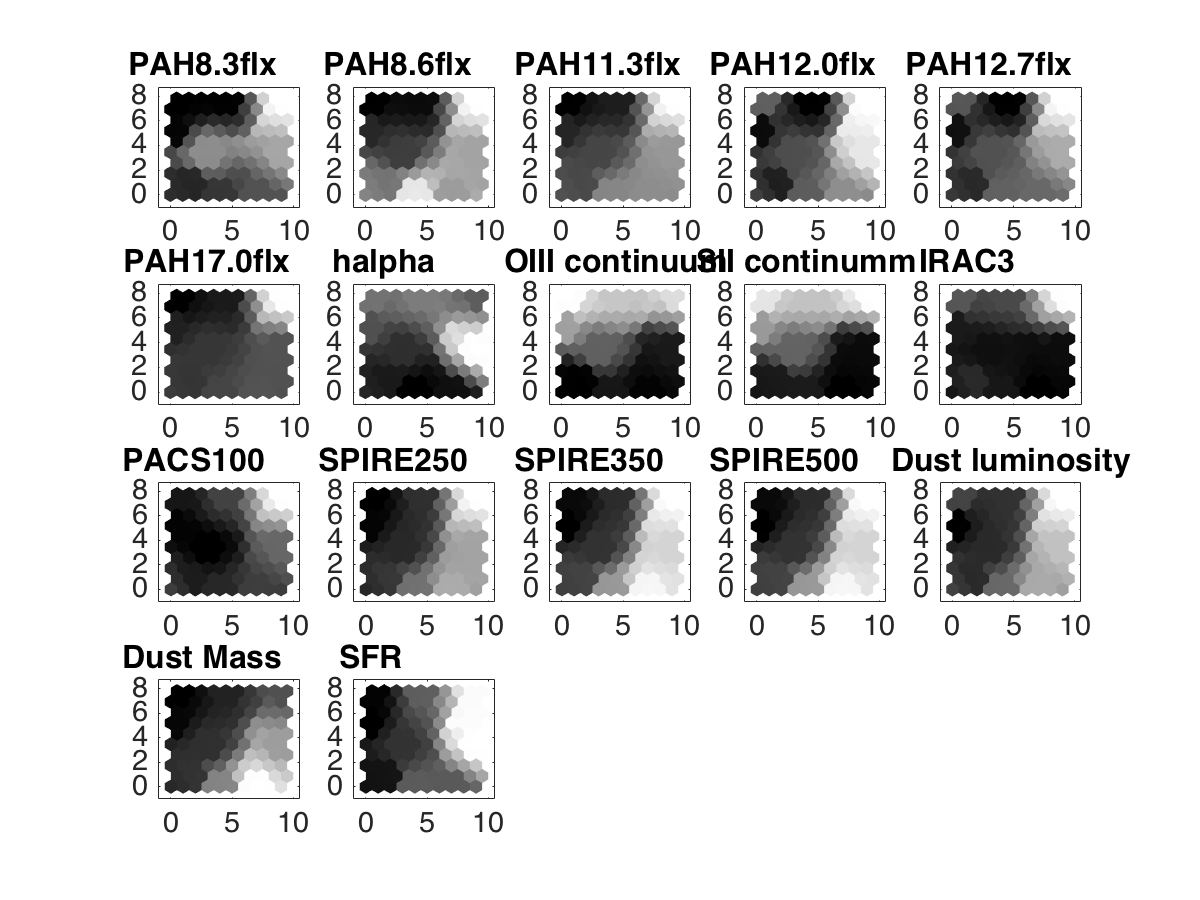 PAH8.3flx PAH8.6flx PAH11.3flx PAH12.0flx PAH12.7flx
8 8 8 8 8
6 6 6 6 6
4 4 4 4 4
2 2 2 2 2
0 0 0 0 0
0 5 10 0 5 10 0 5 10 0 5 10 0 5 10
PAH17.0flx halpha OIII continuum SII continumm IRAC3
8 8 8 8 8
6 6 6 6 6
4 4 4 4 4
2 2 2 2 2
0 0 0 0 0
0 5 10 0 5 10 0 5 10 0 5 10 0 5 10
PACS100 SPIRE250 SPIRE350 SPIRE500 Dust luminosity
8 8 8 8 8
6 6 6 6 6
4 4 4 4 4
2 2 2 2 2
0 0 0 0 0
0 5 10 0 5 10 0 5 10 0 5 10 0 5 10
Dust Mass SFR
8 8
6 6
4 4
2 2
0 0
0 5 10 0 5 10